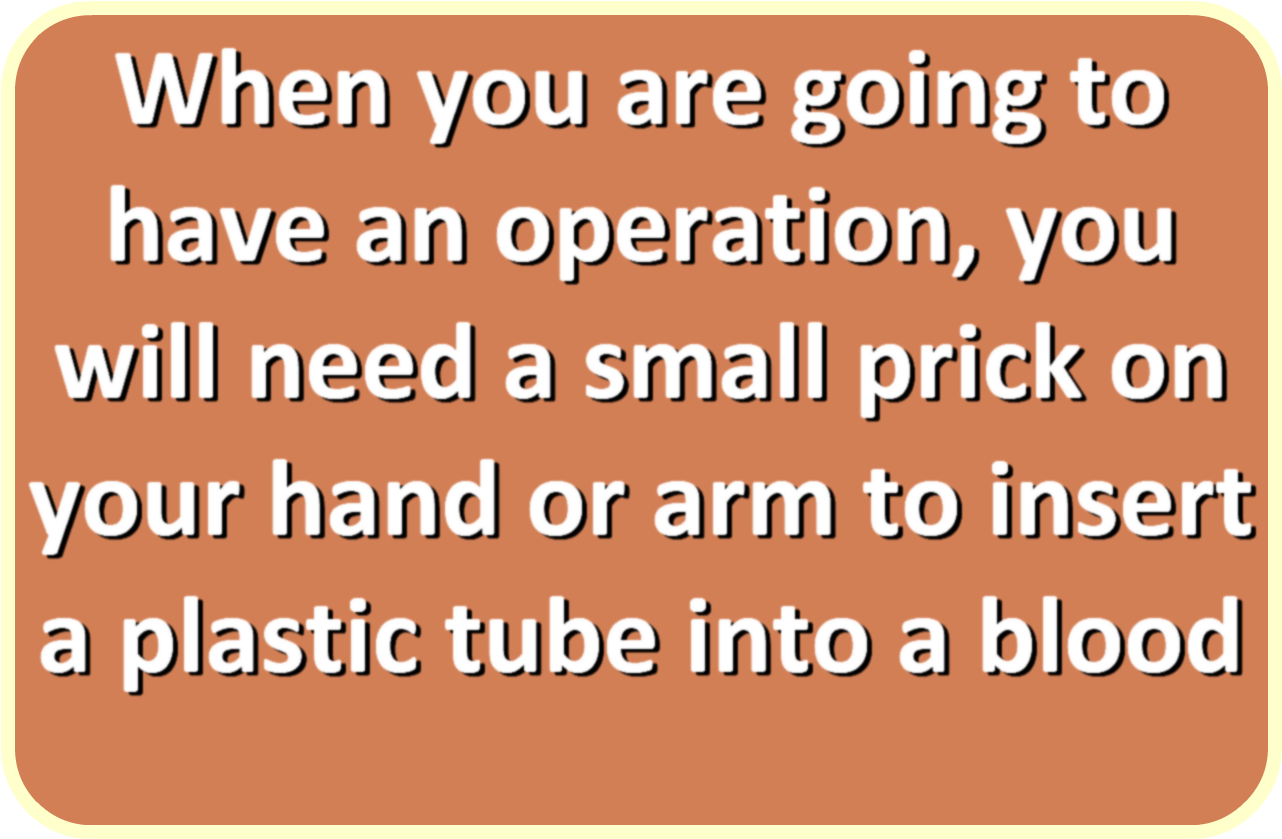 When you are going to
have an operation, you
will need a small prick on
your hand or arm to insert
a plastic tube into a blood